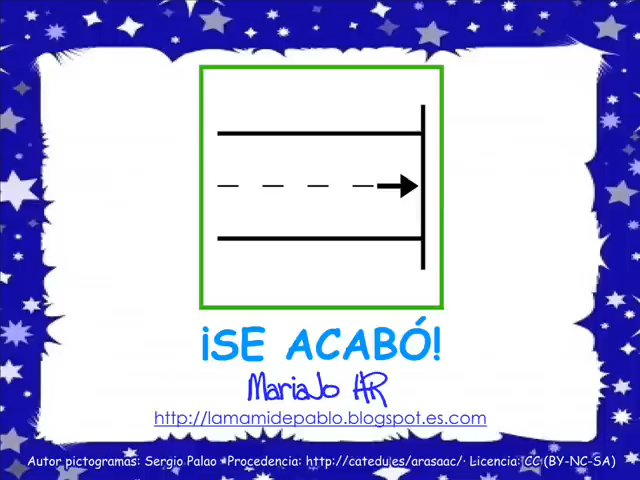 ¡SE ACABÓ!
MariaJo HR
http://lamamidepablo.blogspot.es.com
Autor pictogramas: Sergio Palao · Procedencia: http://catedu.es/arasaac/ · Licencia: CC (BY-NC-SA)